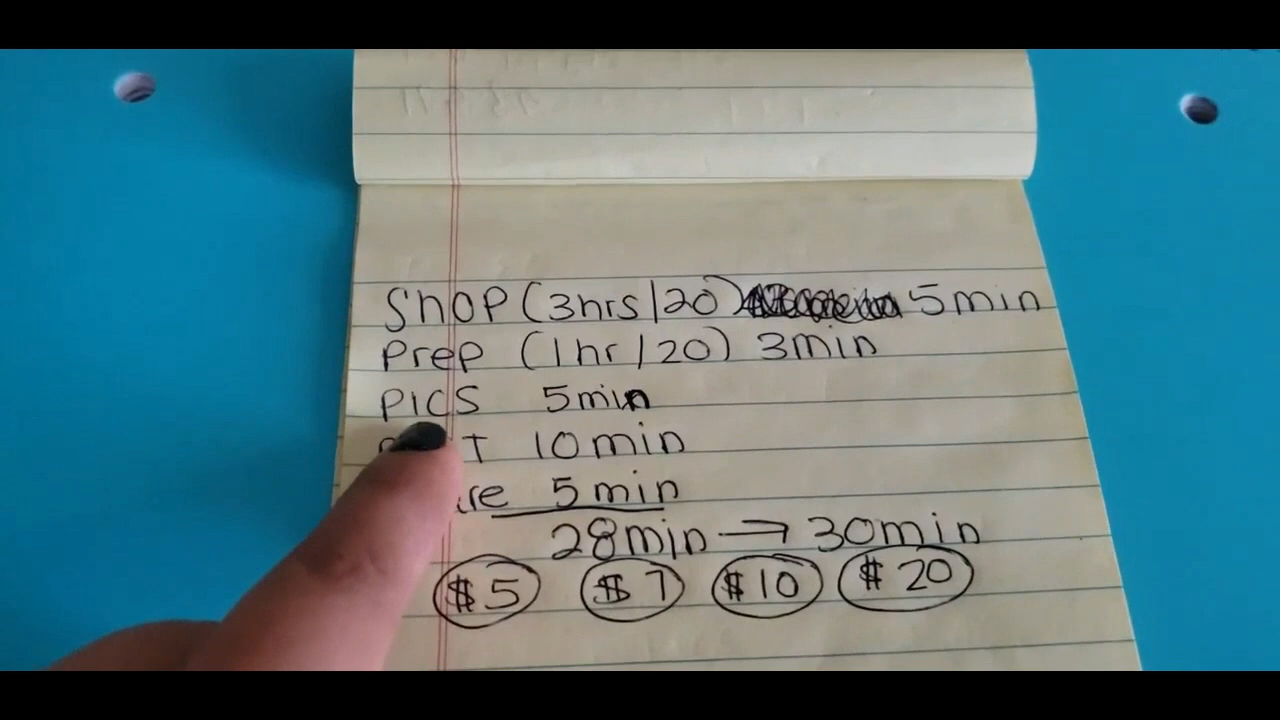 Shop (3hrs/20) 5min
Prep (1hr/20) 3min
PICS 5min
10min
5min
28min → 30min
$5 $7 $10 $20